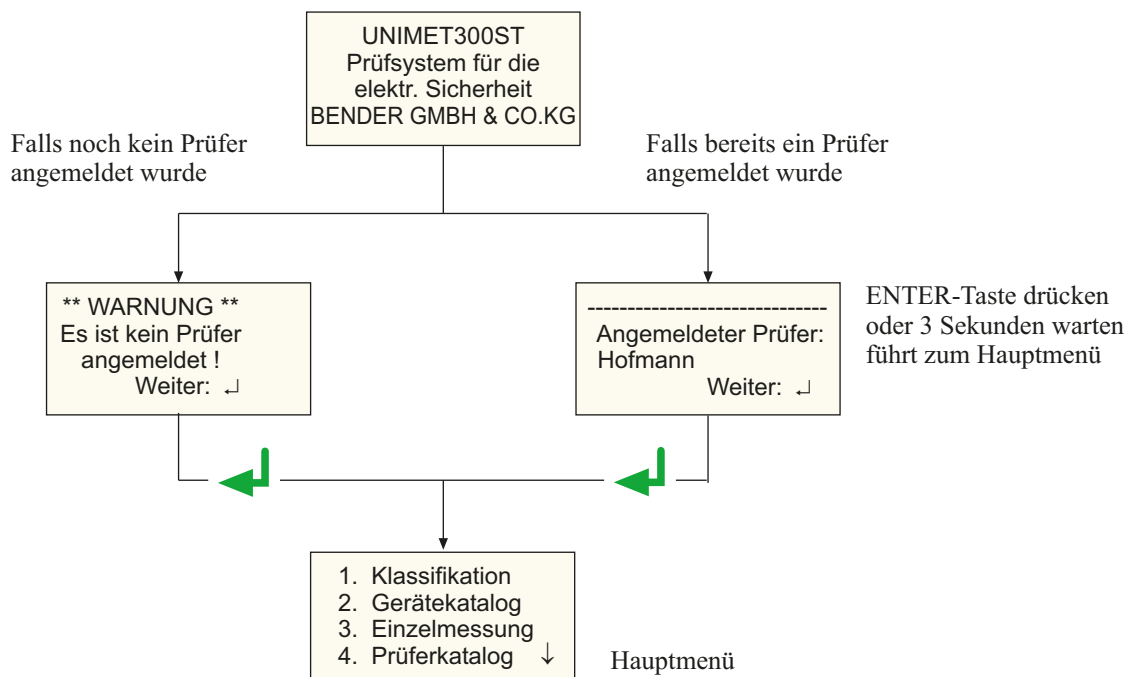 UNIMET300ST
Prüfsystem für die
elektr. Sicherheit
BENDER GMBH & CO.KG
Falls noch kein Prüfer
angemeldet wurde
Falls bereits ein Prüfer
angemeldet wurde
** WARNUNG **
Es ist kein Prüfer
angemeldet !
Weiter: ↵
------------------------------
Angemeldeter Prüfer:
Hofmann
Weiter: ↵
ENTER-Taste drücken
oder 3 Sekunden warten
führt zum Hauptmenü
1. Klassifikation
2. Gerätekatalog
3. Einzelmessung
4. Prüferkatalog ↓
Hauptmenü